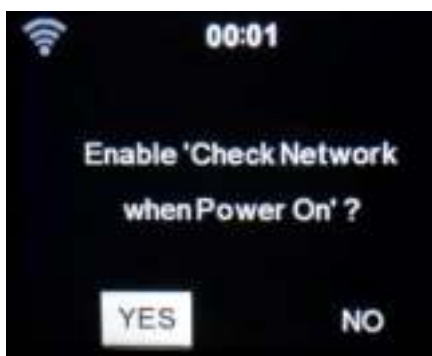 00:01
Enable 'Check Network
when Power On' ?
YES NO